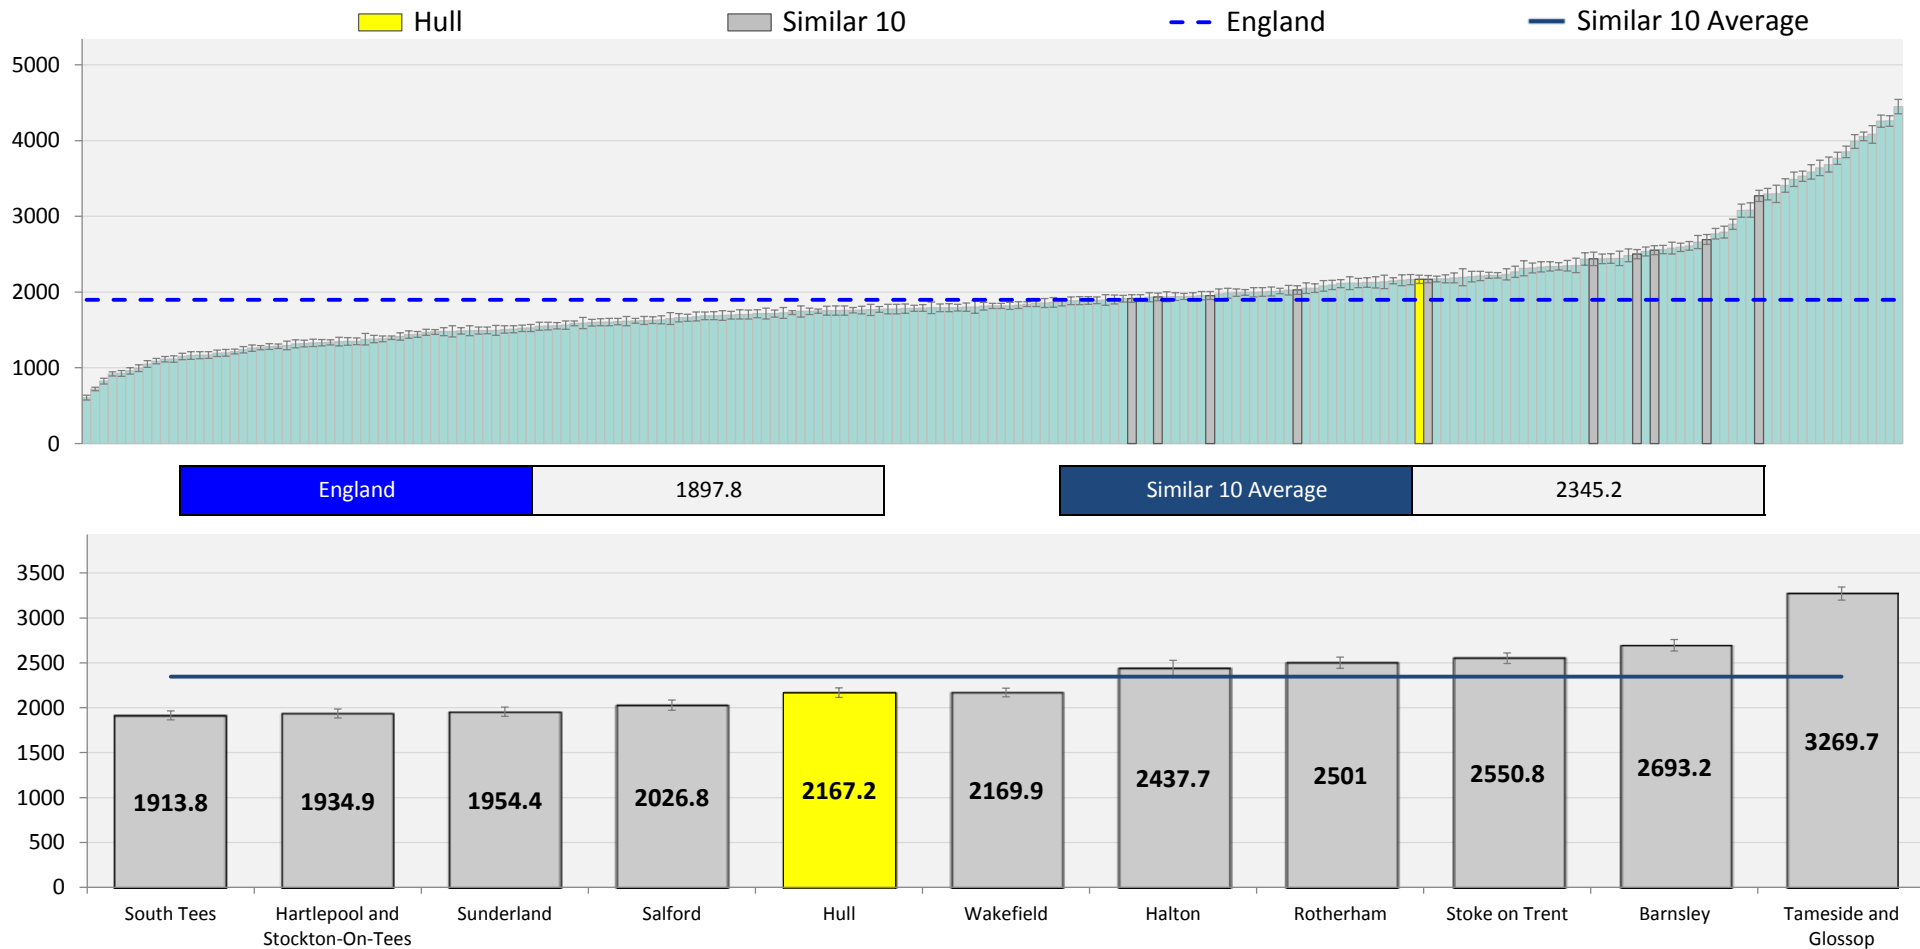 Hull
Similar 10
England
Similar 10 Average
5000
4000
3000
2000
1000
0
England
1897.8
Similar 10 Average
2345.2
3500
3000
2500
2000
1500
1000
500
0
1913.8
1934.9
1954.4
2026.8
2167.2
2169.9
2437.7
2501
2550.8
2693.2
3269.7
South Tees
Hartlepool and
Stockton-On-Tees
Sunderland
Salford
Hull
Wakefield
Halton
Rotherham
Stoke on Trent
Barnsley
Tameside and
Glossop